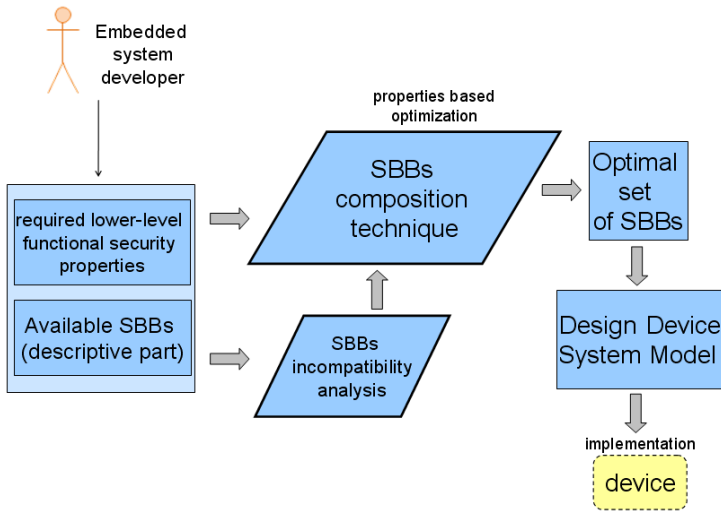 Embedded
system
developer
properties based
optimization
required lower-level
functional security
properties
Available SBBs
(descriptive part)
SBBs
composition
technique
SBBs
incompatibility
analysis
Optimal
set
of SBBs
Design Device
System Model
implementation
device